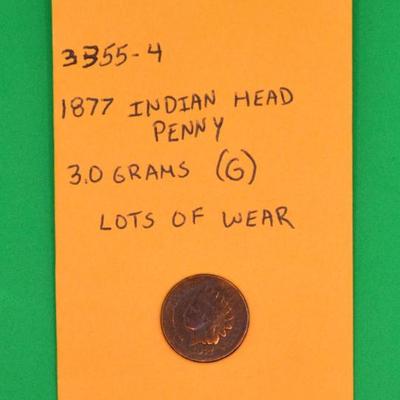 3355-4
1877 INDIAN HEAD
PENNY
3.0 GRAMS (G)
LOTS OF WEAR